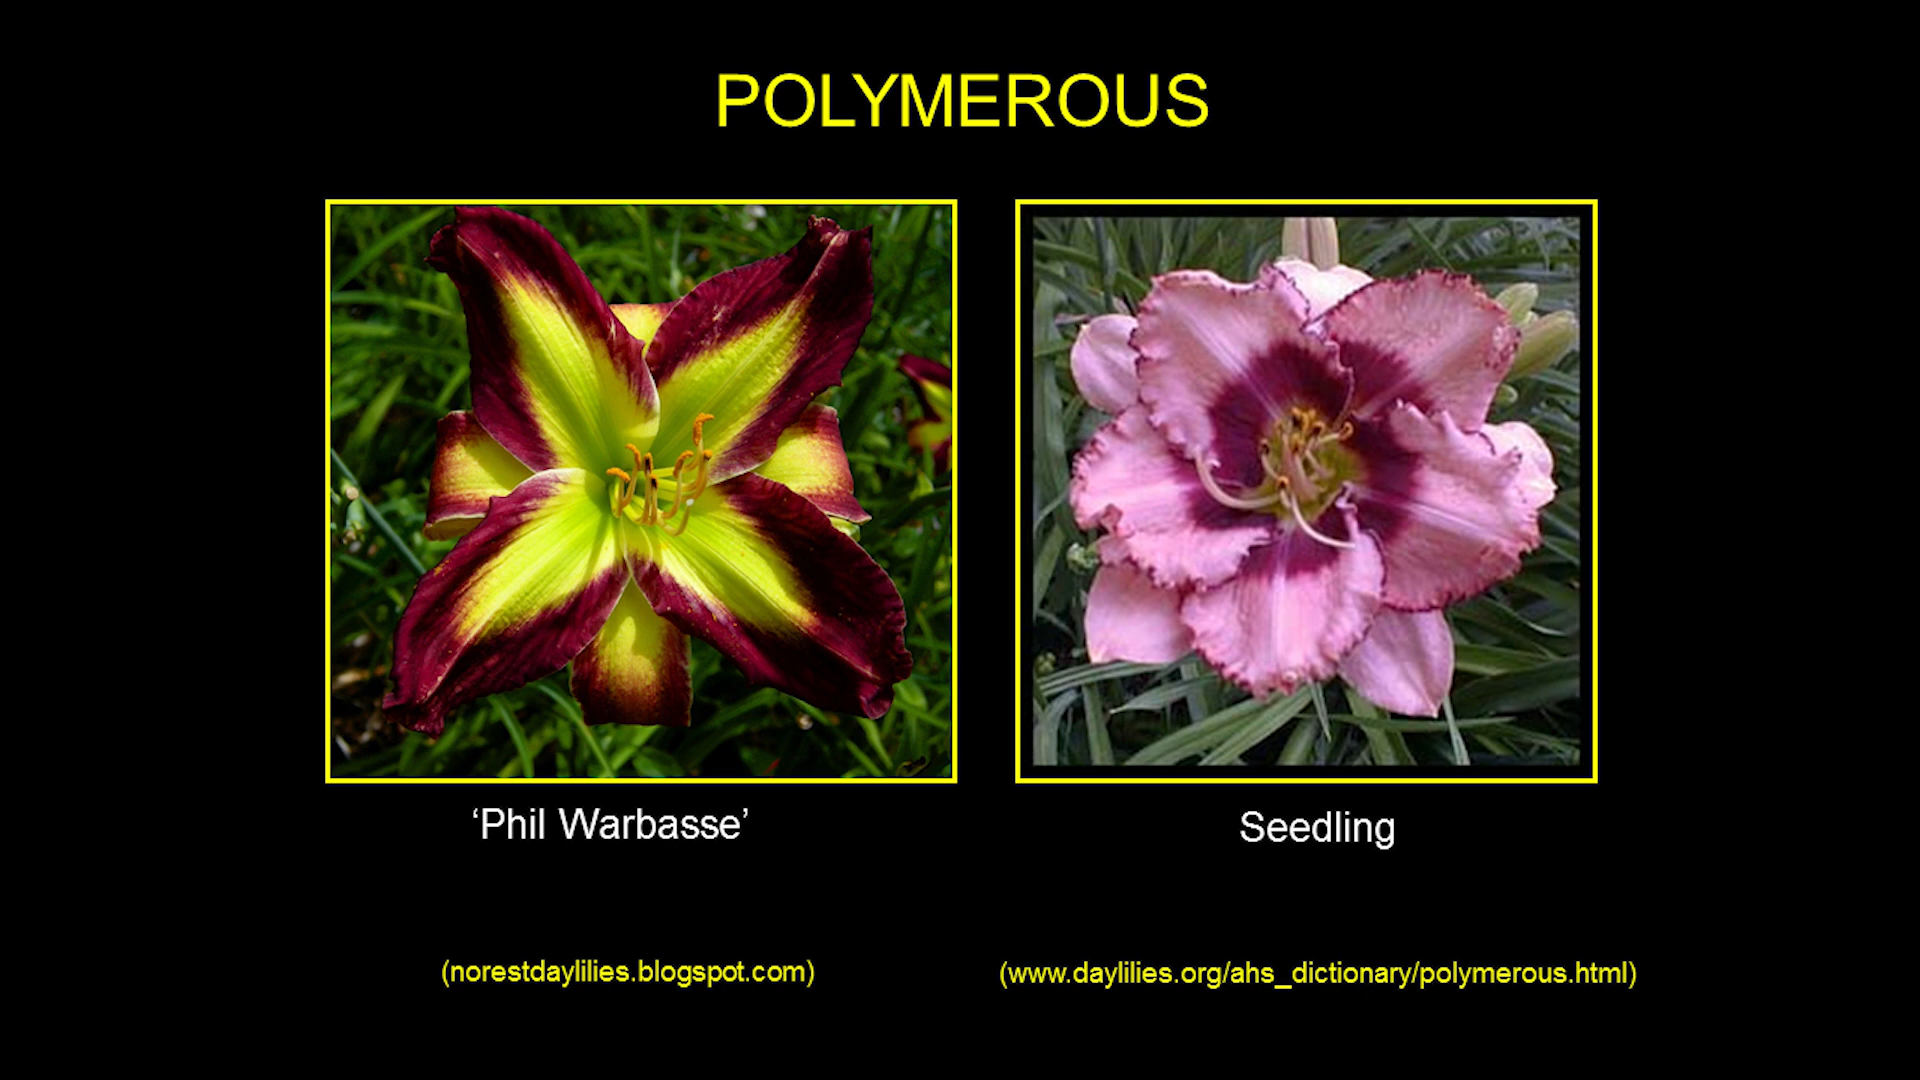 POLYMEROUS
‘Phil Warbasse’
Seedling
(norestdaylilies.blogspot.com)
(www.daylilies.org/ahs_dictionary/polymerous.html)